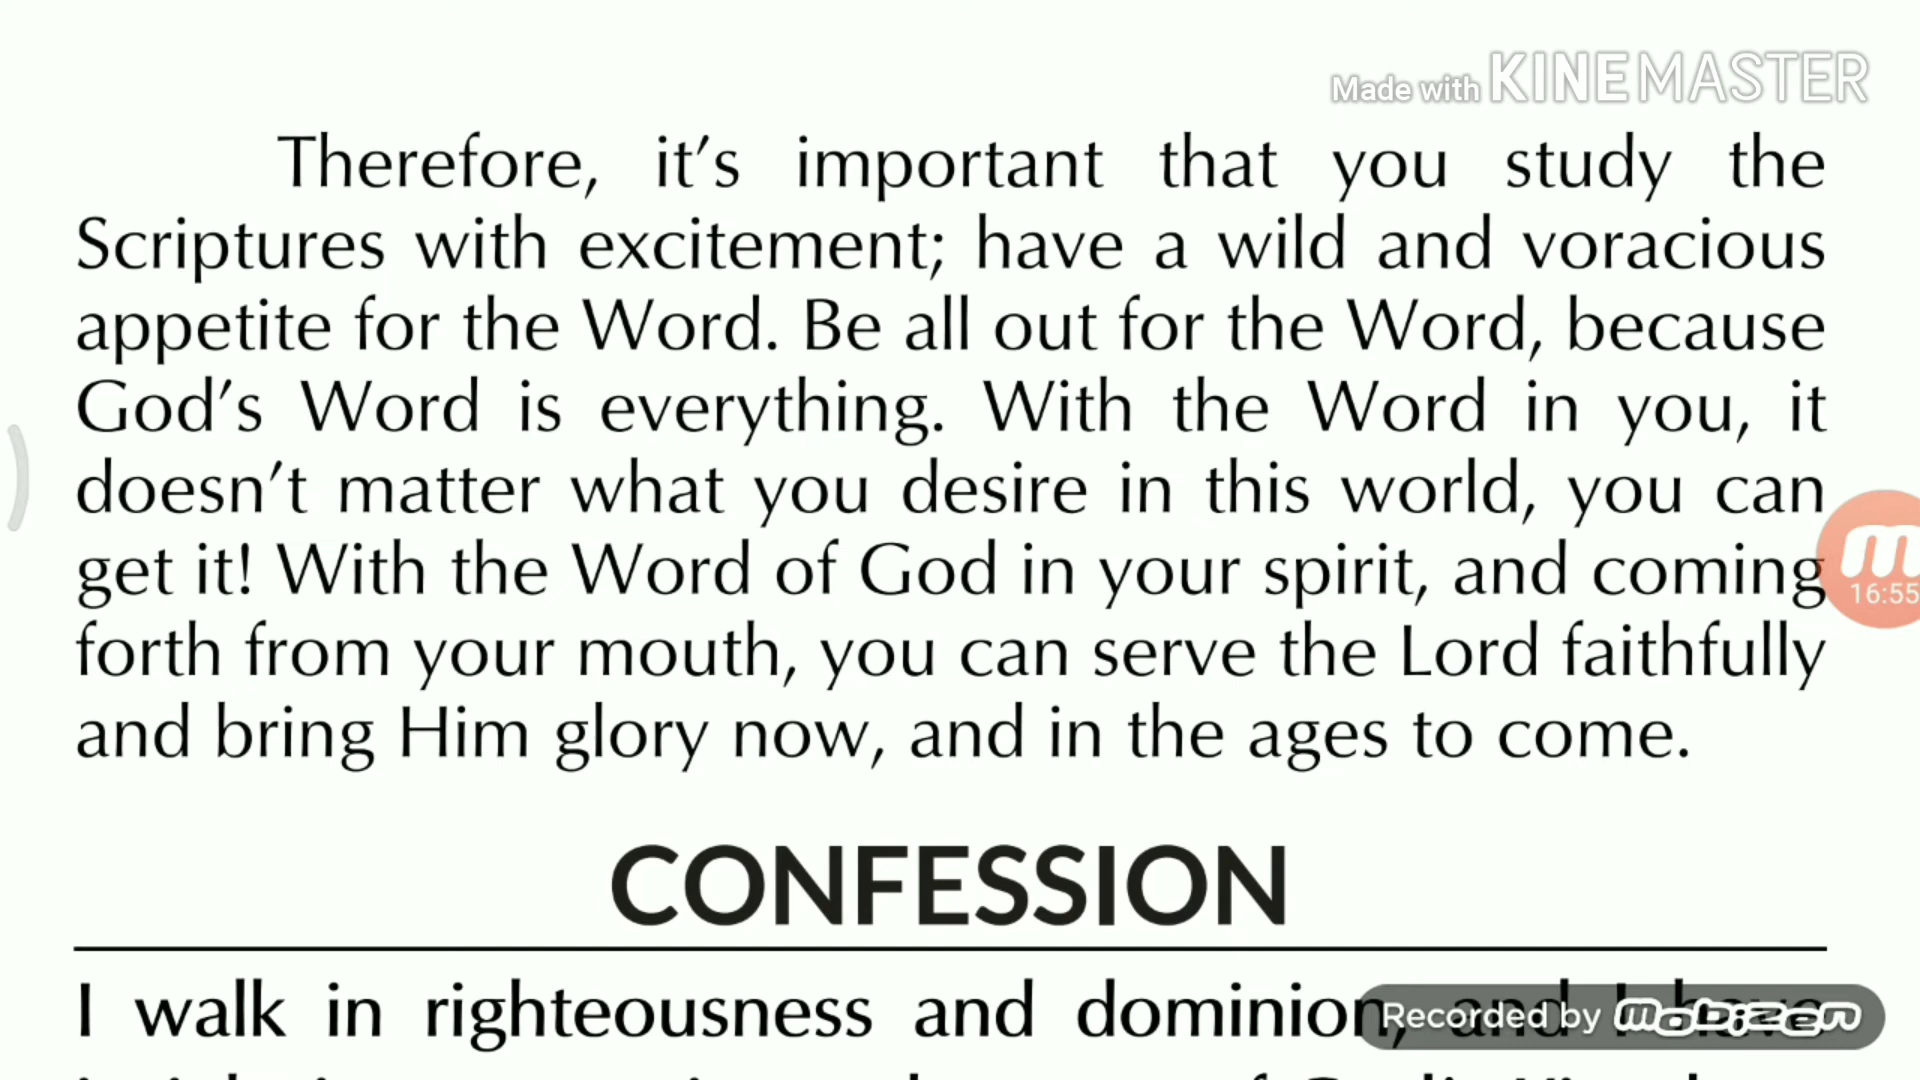 Made with KINEMASTER
Therefore, it’s important that you study the
Scriptures with excitement; have a wild and voracious
appetite for the Word. Be all out for the Word, because
God’s Word is everything. With the Word in you, it
doesn’t matter what you desire in this world, you can
get it! With the Word of God in your spirit, and coming
16:55
forth from your mouth, you can serve the Lord faithfully
and bring Him glory now, and in the ages to come.
CONFESSION
I walk in righteousness and dominion, and I have
Recorded by mobizen